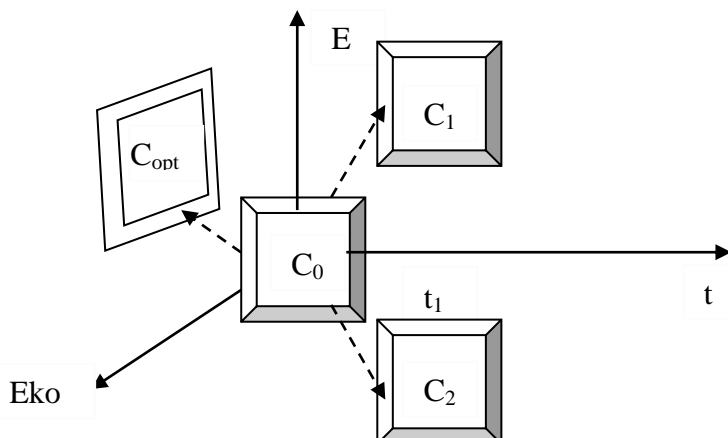 E
C₁
Cₒₚₜ
C₀
t₁
t
Eko
C₂